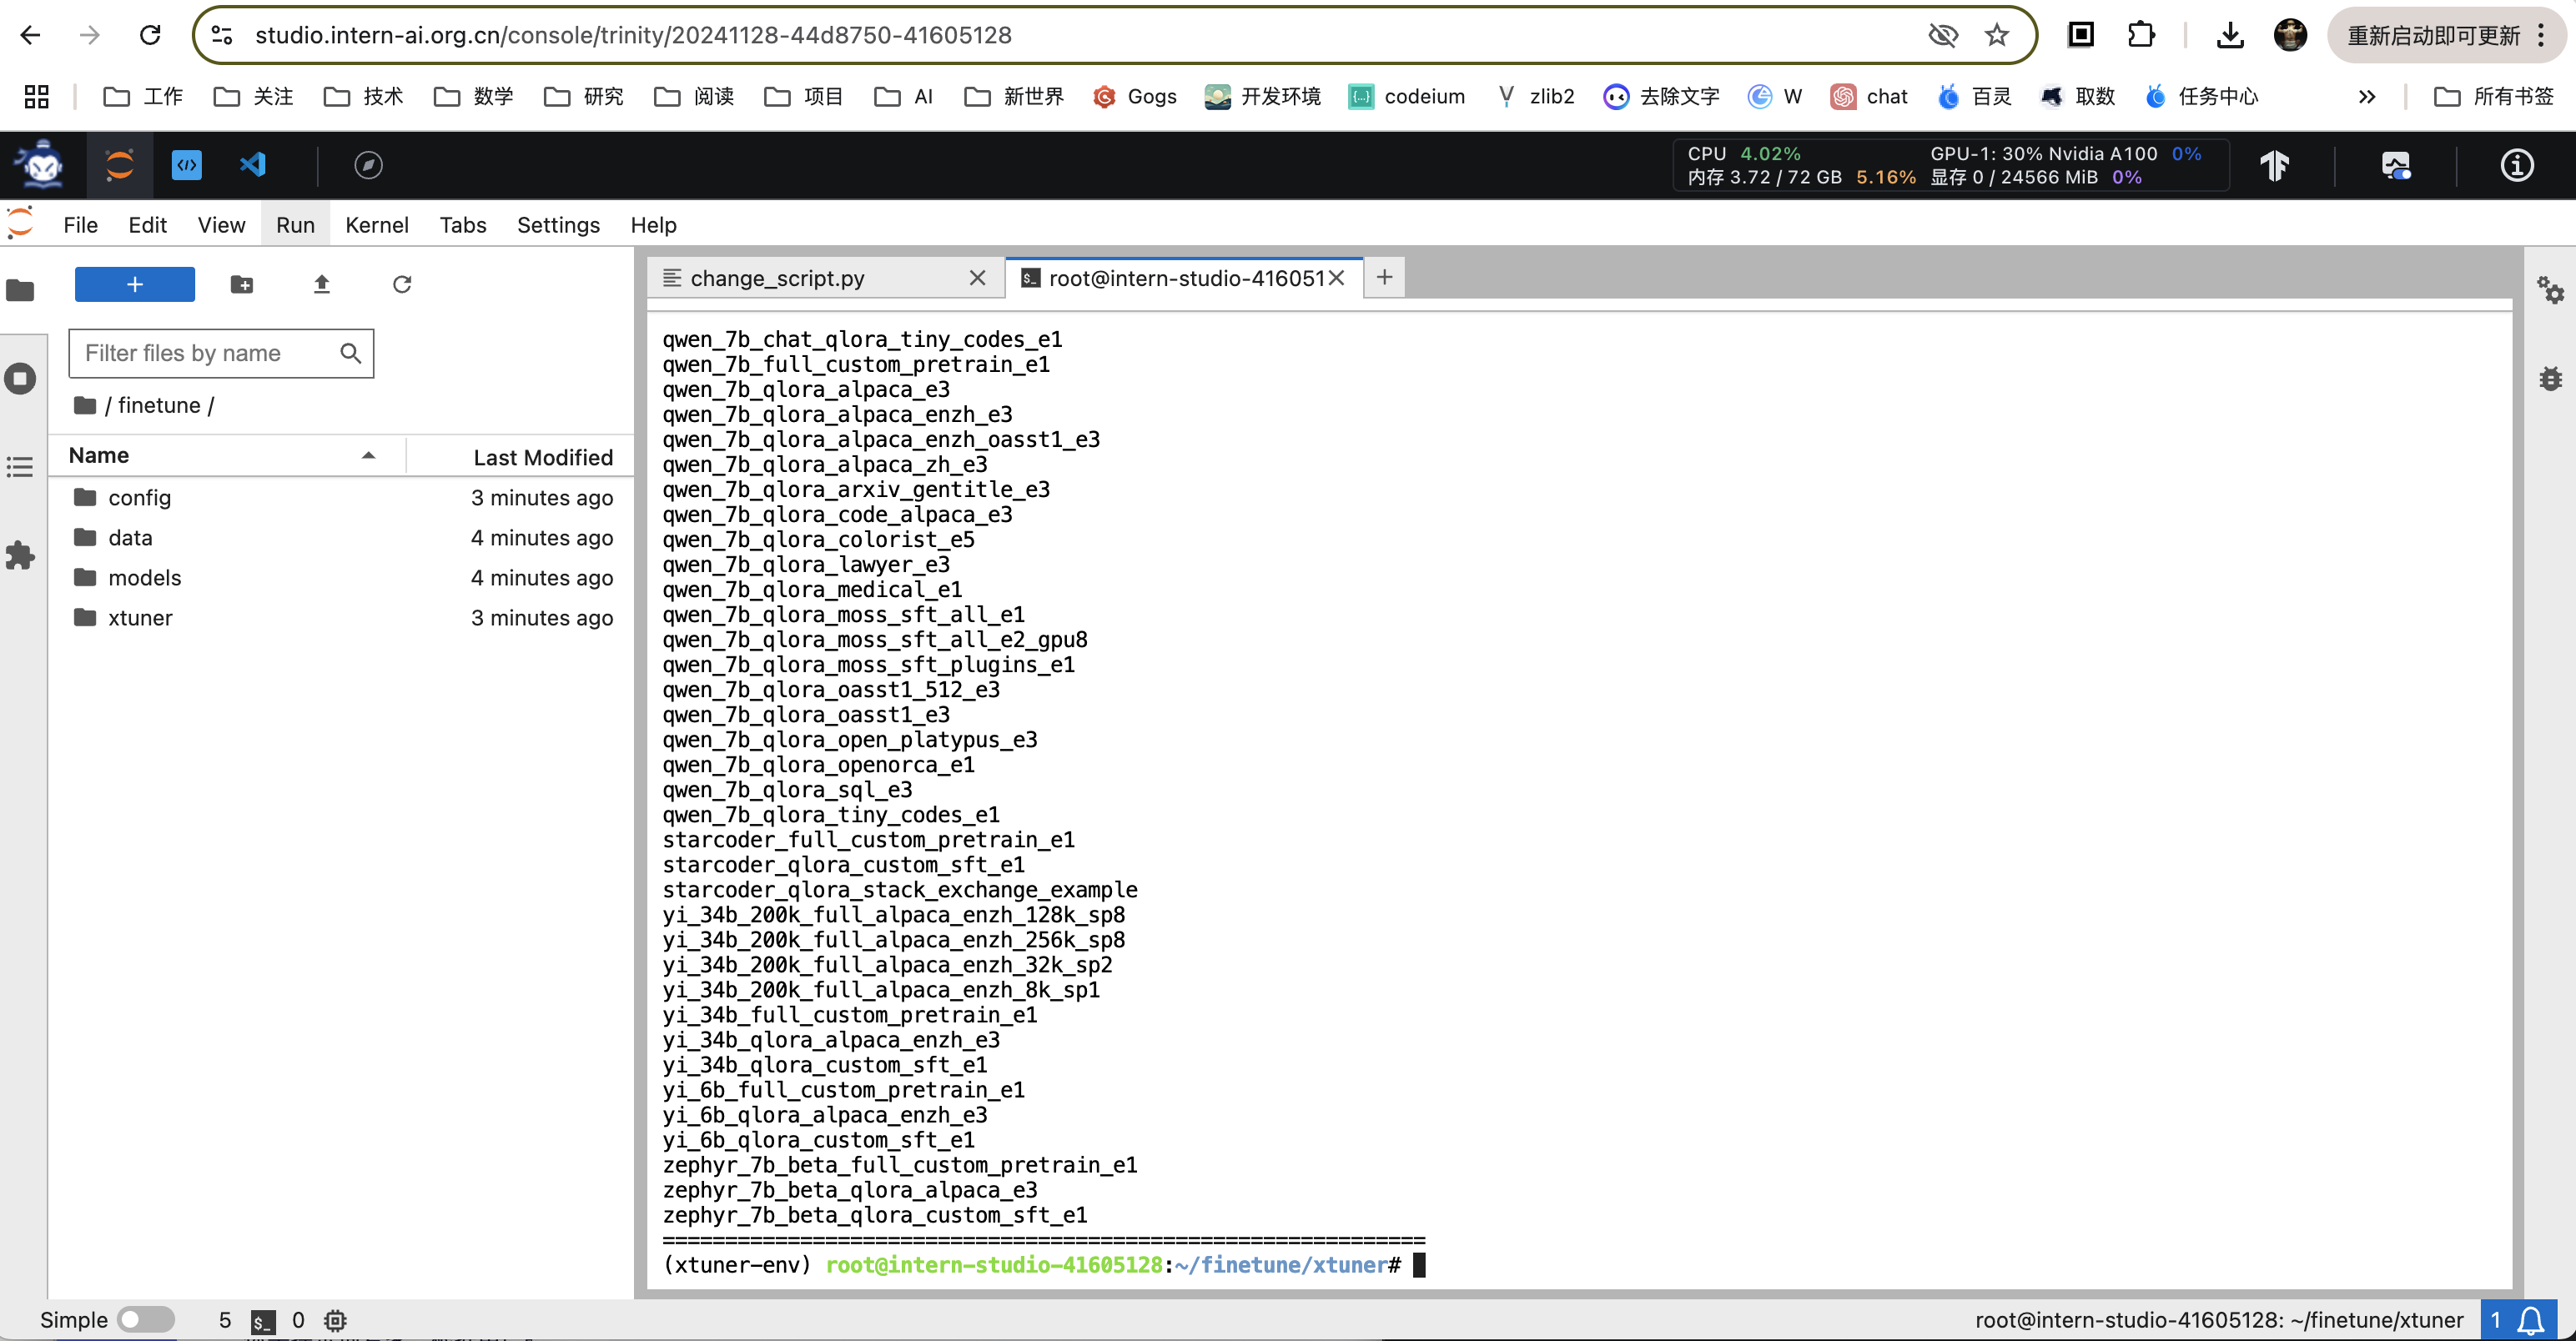 studio.intern-ai.org.cn/console/trinity/20241128-44d8750-41605128
重新启动即可更新
工作 关注 技术 数学 研究 阅读 项目 AI 新世界 Gogs 开发环境 codeium zlib2 去除文字 W chat 百灵 取数 任务中心 所有书签
CPU 4.02% GPU-1: 30% Nvidia A100 0%
内存 3.72 / 72 GB 5.16% 显存 0 / 24566 MiB 0%
File Edit View Run Kernel Tabs Settings Help
change_script.py root@intern-studio-416051
Filter files by name
/ finetune /
Name Last Modified
config 3 minutes ago
data 4 minutes ago
models 4 minutes ago
xtuner 3 minutes ago
qwen_7b_chat_qlora_tiny_codes_e1
qwen_7b_full_custom_pretrain_e1
qwen_7b_qlora_alpaca_e3
qwen_7b_qlora_alpaca_enzh_e3
qwen_7b_qlora_alpaca_enzh_oasst1_e3
qwen_7b_qlora_alpaca_zh_e3
qwen_7b_qlora_arxiv_gentitle_e3
qwen_7b_qlora_code_alpaca_e3
qwen_7b_qlora_colorist_e5
qwen_7b_qlora_lawyer_e3
qwen_7b_qlora_medical_e1
qwen_7b_qlora_moss_sft_all_e1
qwen_7b_qlora_moss_sft_all_e2_gpu8
qwen_7b_qlora_moss_sft_plugins_e1
qwen_7b_qlora_oasst1_512_e3
qwen_7b_qlora_oasst1_e3
qwen_7b_qlora_open_platypus_e3
qwen_7b_qlora_openorca_e1
qwen_7b_qlora_sql_e3
qwen_7b_qlora_tiny_codes_e1
starcoder_full_custom_pretrain_e1
starcoder_qlora_custom_sft_e1
starcoder_qlora_stack_exchange_example
yi_34b_200k_full_alpaca_enzh_128k_sp8
yi_34b_200k_full_alpaca_enzh_256k_sp8
yi_34b_200k_full_alpaca_enzh_32k_sp2
yi_34b_200k_full_alpaca_enzh_8k_sp1
yi_34b_full_custom_pretrain_e1
yi_34b_qlora_alpaca_enzh_e3
yi_34b_qlora_custom_sft_e1
yi_6b_full_custom_pretrain_e1
yi_6b_qlora_alpaca_enzh_e3
yi_6b_qlora_custom_sft_e1
zephyr_7b_beta_full_custom_pretrain_e1
zephyr_7b_beta_qlora_alpaca_e3
zephyr_7b_beta_qlora_custom_sft_e1
=============================================================
(xtuner-env) root@intern-studio-41605128:~/finetune/xtuner#
Simple 5 0 root@intern-studio-41605128: ~/finetune/xtuner 1